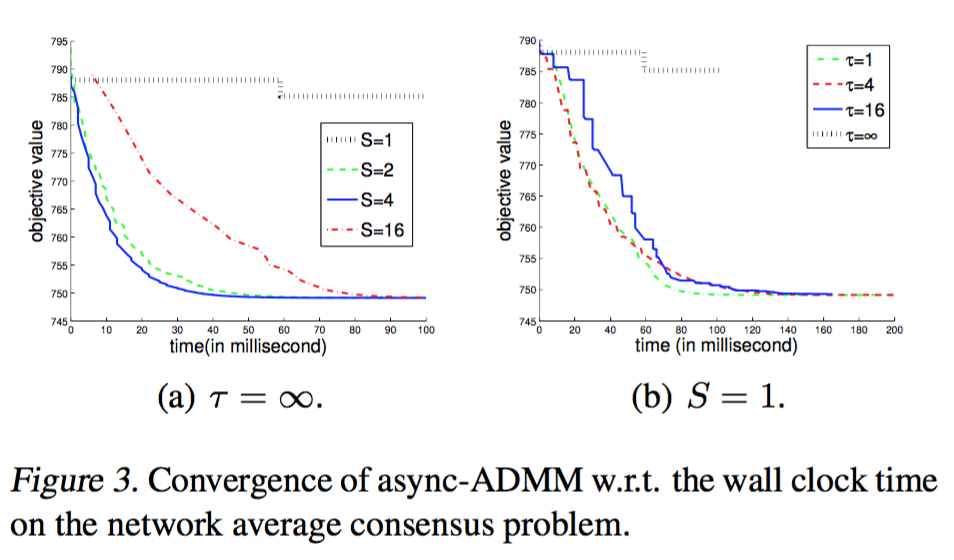 795
790
785
780
775
770
765
760
755
750
745
objective value
0 10 20 30 40 50 60 70 80 90 100
time(in millisecond)
S=1
S=2
S=4
S=16
(a) τ = ∞.
790
785
780
775
770
765
760
755
750
745
objective value
0 20 40 60 80 100 120 140 160 180 200
time (in millisecond)
τ=1
τ=4
τ=16
τ=∞
(b) S = 1.
Figure 3. Convergence of async-ADMM w.r.t. the wall clock time
on the network average consensus problem.